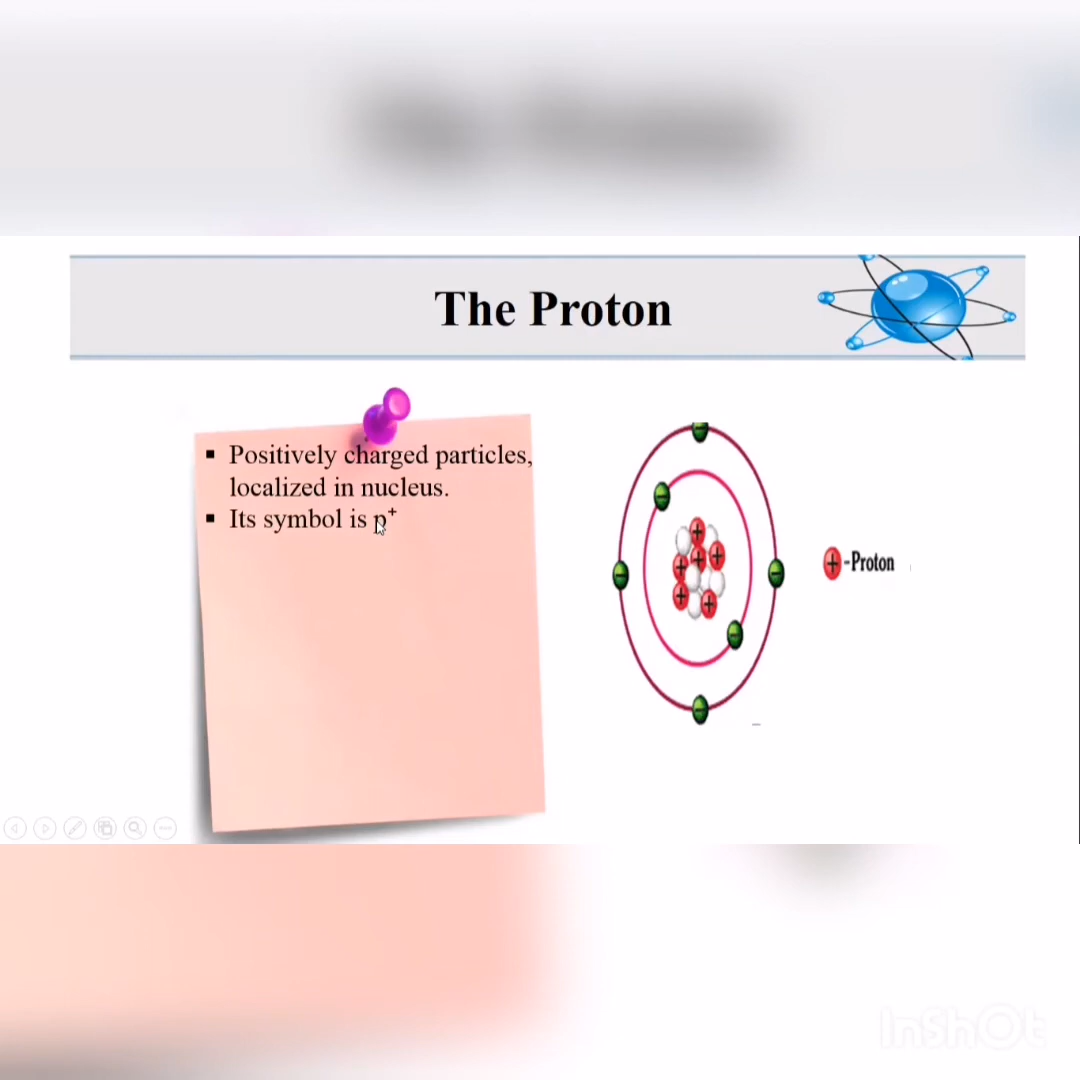 The Proton
▪ Positively charged particles,
localized in nucleus.
▪ Its symbol is p⁺
+ -Proton
InShOt